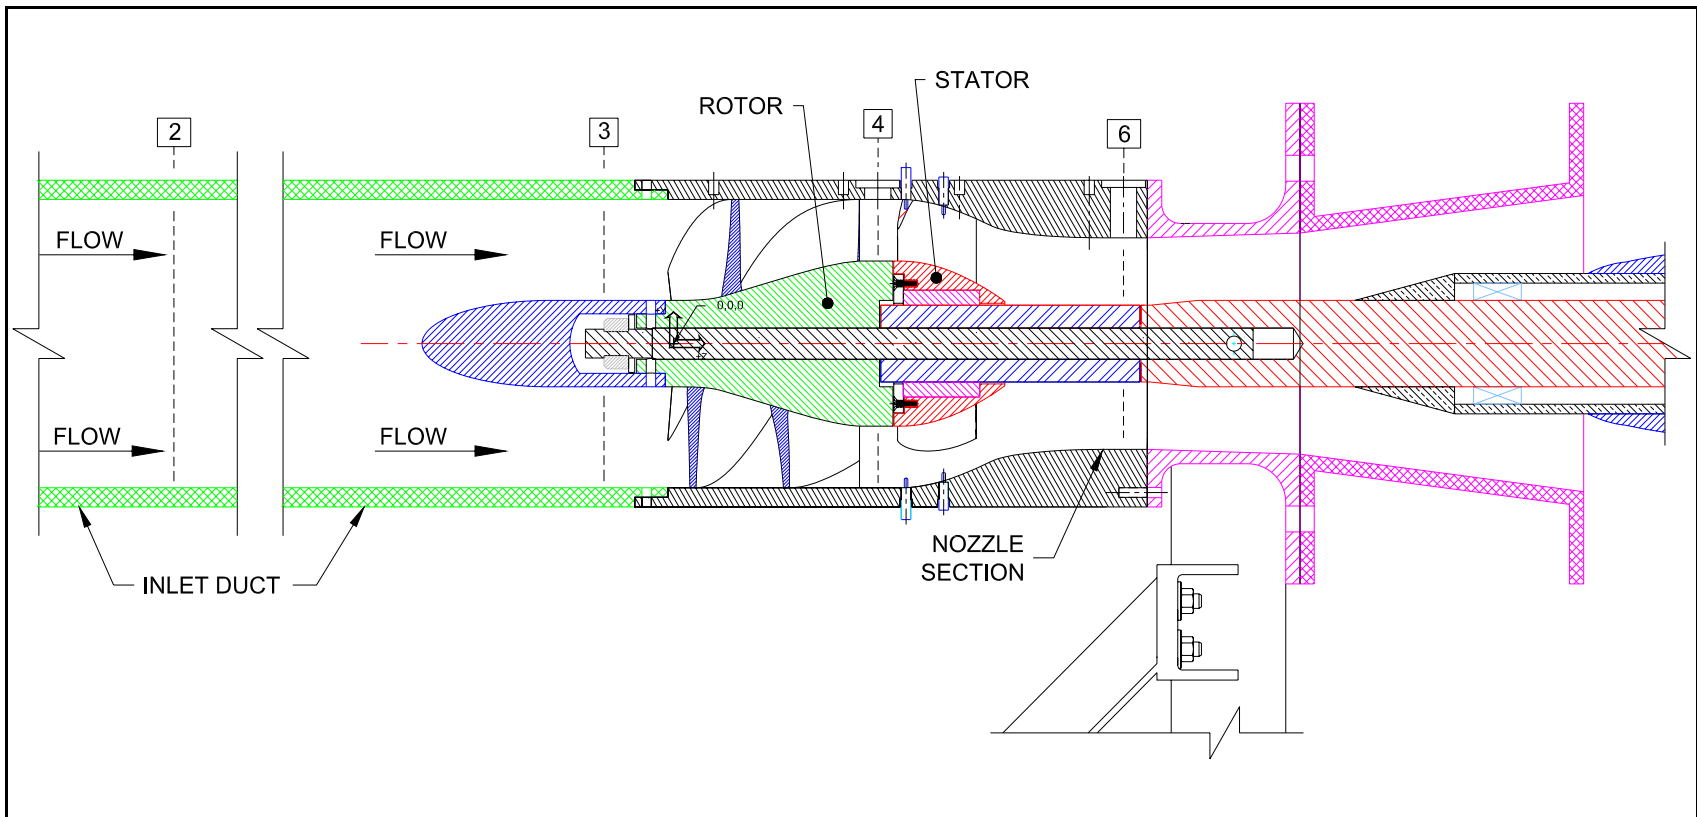 STATOR
ROTOR
2
3
4
6
FLOW
FLOW
0,0,0
FLOW
FLOW
NOZZLE
SECTION
INLET DUCT